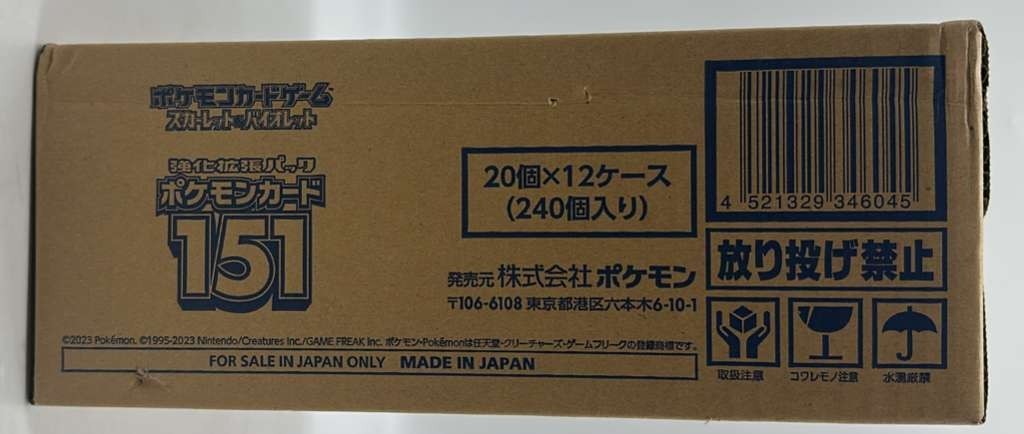 ポケモンカードゲーム
スカーレット&バイオレット
強化拡張パック
ポケモンカード
151
20個×12ケース
(240個入り)
発売元 株式会社 ポケモン
〒106-6108 東京都港区六本木6-10-1
4 521329 346045
放り投げ禁止
取扱注意
コワレモノ注意
水濡厳禁
©2023 Pokémon. ©1995-2023 Nintendo/Creatures Inc./GAME FREAK inc. ポケモン・Pokémonは任天堂・クリーチャーズ・ゲームフリークの登録商標です。
FOR SALE IN JAPAN ONLY MADE IN JAPAN